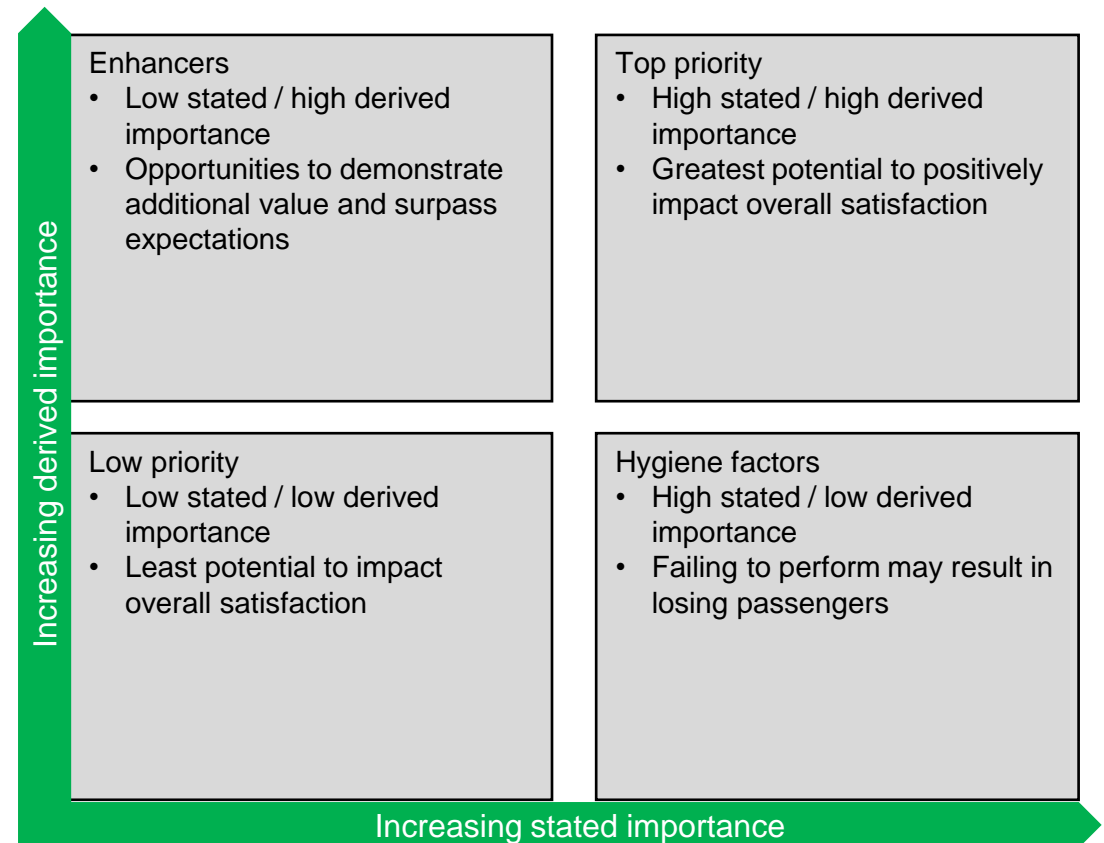 Increasing derived importance
Enhancers
• Low stated / high derived
importance
• Opportunities to demonstrate
additional value and surpass
expectations
Top priority
• High stated / high derived
importance
• Greatest potential to positively
impact overall satisfaction
Low priority
• Low stated / low derived
importance
• Least potential to impact
overall satisfaction
Hygiene factors
• High stated / low derived
importance
• Failing to perform may result in
losing passengers
Increasing stated importance